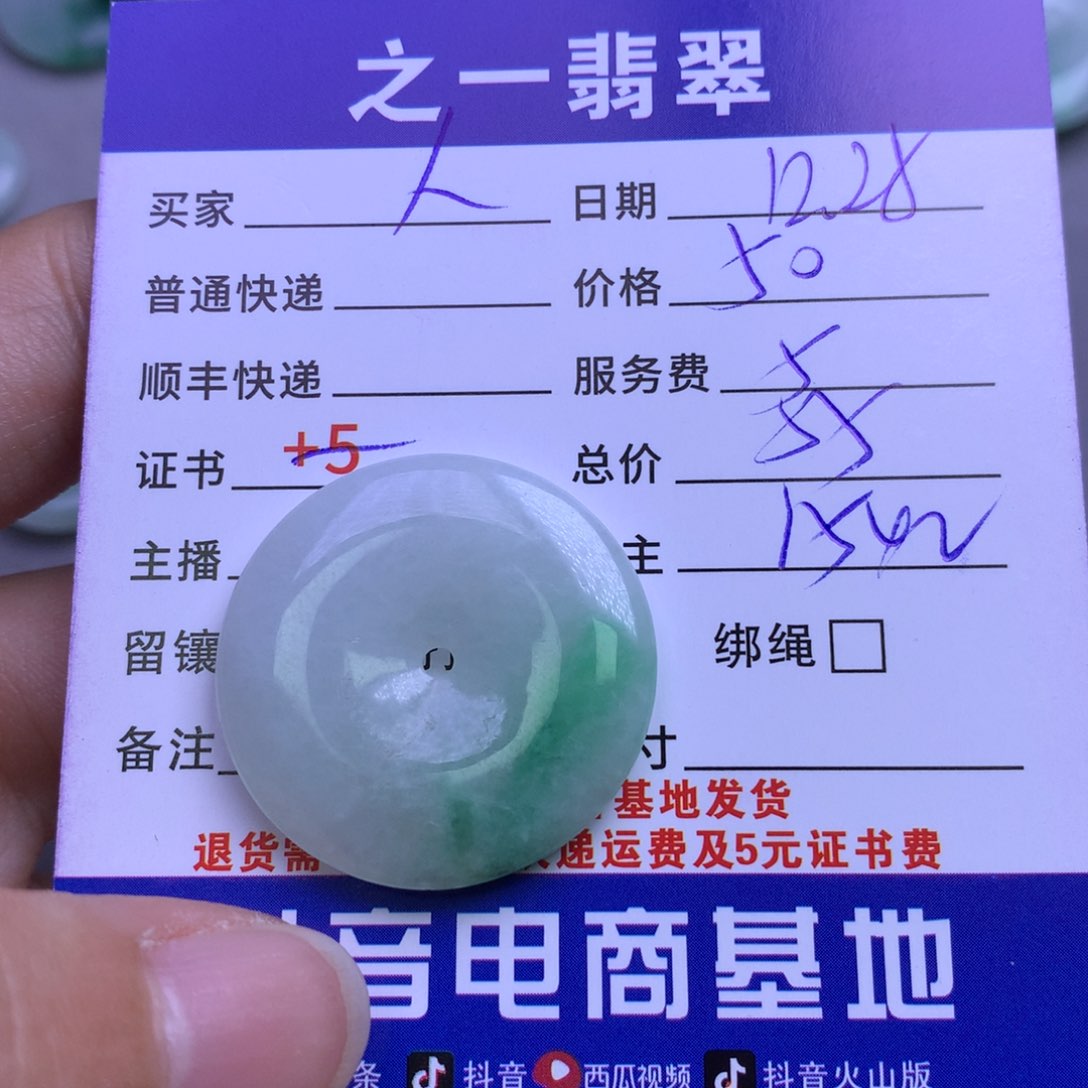 之一翡翠
买家 人 日期 12.28
普通快递 价格 50
顺丰快递 服务费 5
证书 +5 总价 55
主播 主 1542
留镶 绑绳
备注 寸
基地发货
退货需 递运费及5元证书费
音电商基地
条 抖音 西瓜视频 抖音火山版